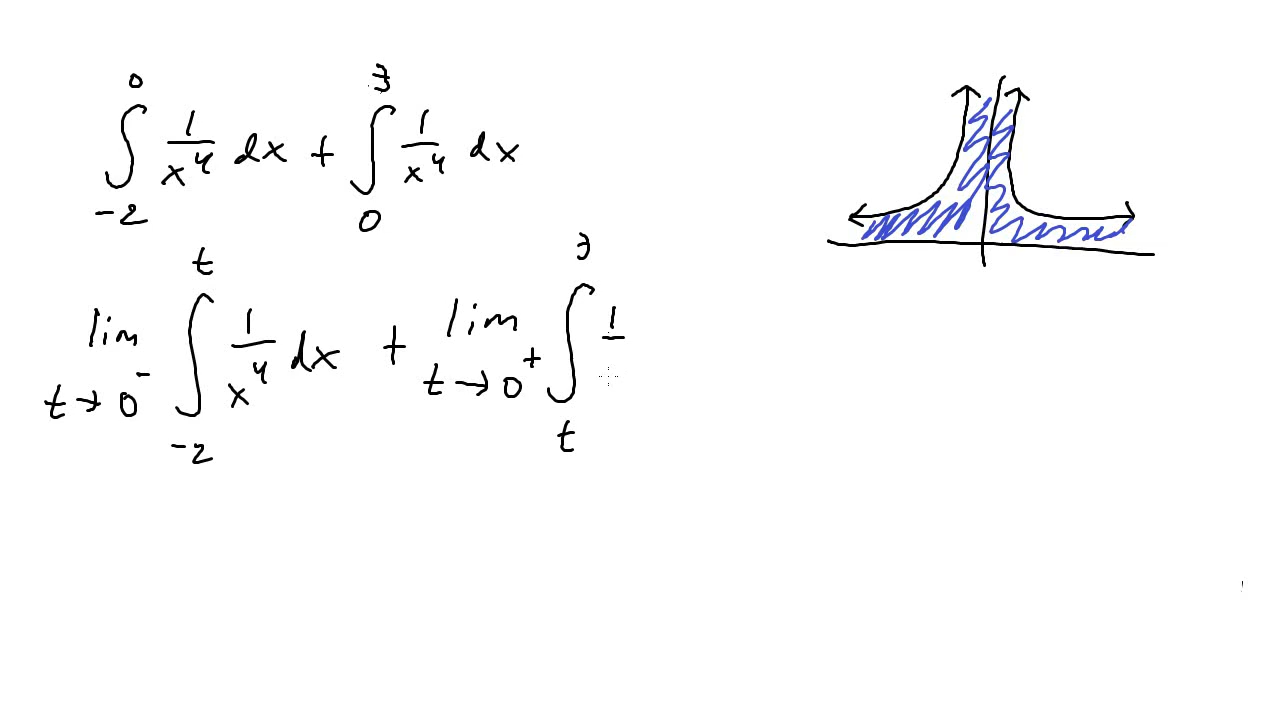 ∫_{-2}^{0} 1/x⁴ dx + ∫_{0}^{3} 1/x⁴ dx
lim_{t→0⁻} ∫_{-2}^{t} 1/x⁴ dx + lim_{t→0⁺} ∫_{t}^{3} 1/